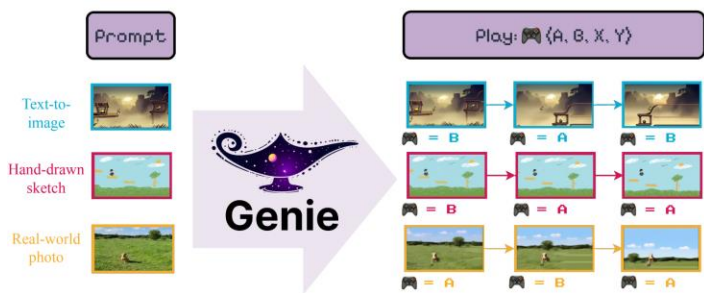 Prompt
Play: 🎮 {A, B, X, Y}
Text-to-
image
🎮 = B
🎮 = A
🎮 = B
Hand-drawn
sketch
🎮 = B
🎮 = A
🎮 = A
Real-world
photo
🎮 = A
🎮 = B
🎮 = A
Genie